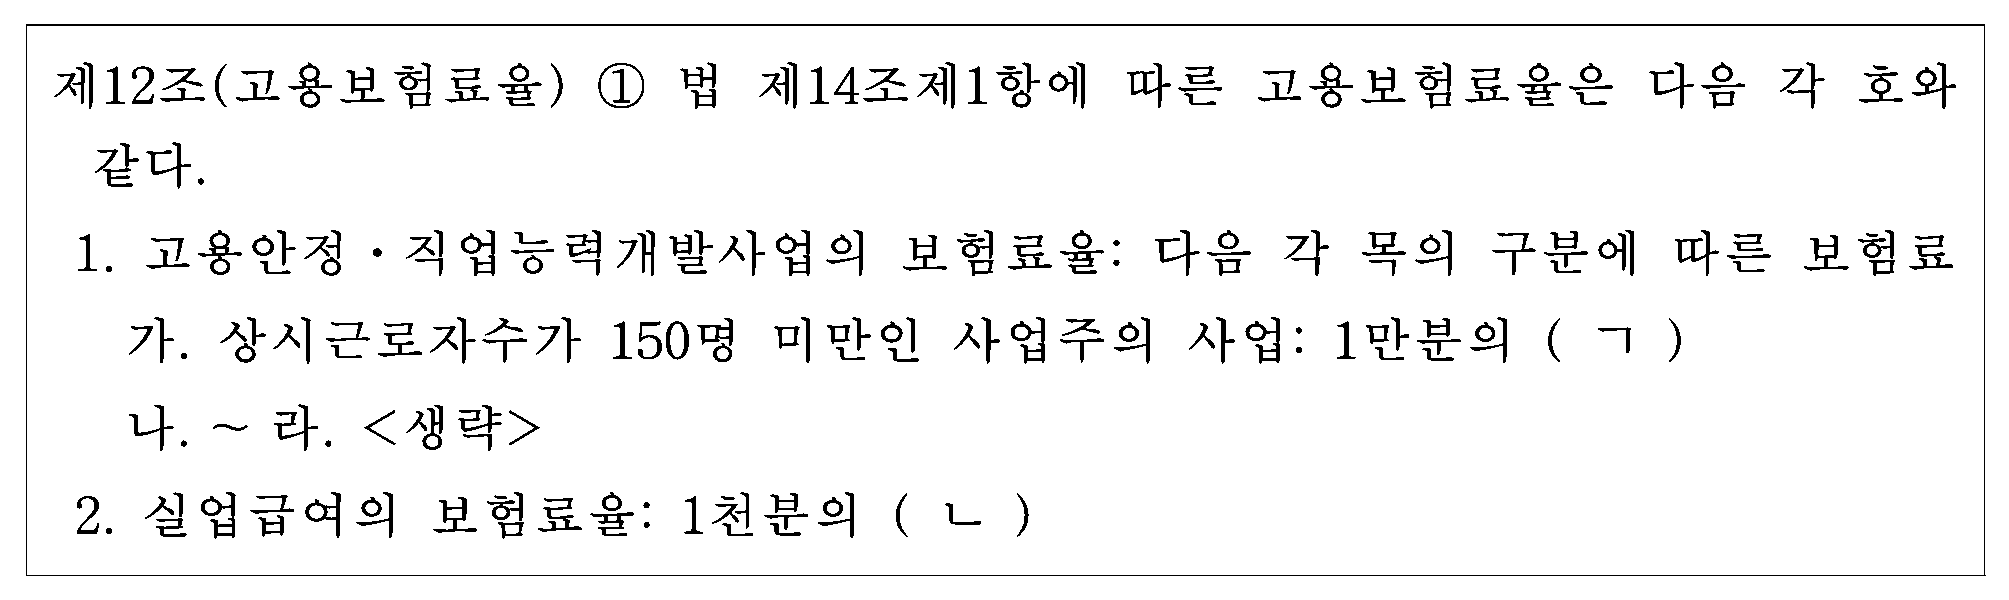 제12조(고용보험료율) ① 법 제14조제1항에 따른 고용보험료율은 다음 각 호와
같다.
1. 고용안정·직업능력개발사업의 보험료율: 다음 각 목의 구분에 따른 보험료
가. 상시근로자수가 150명 미만인 사업주의 사업: 1만분의 ( ㄱ )
나. ~ 라. <생략>
2. 실업급여의 보험료율: 1천분의 ( ㄴ )